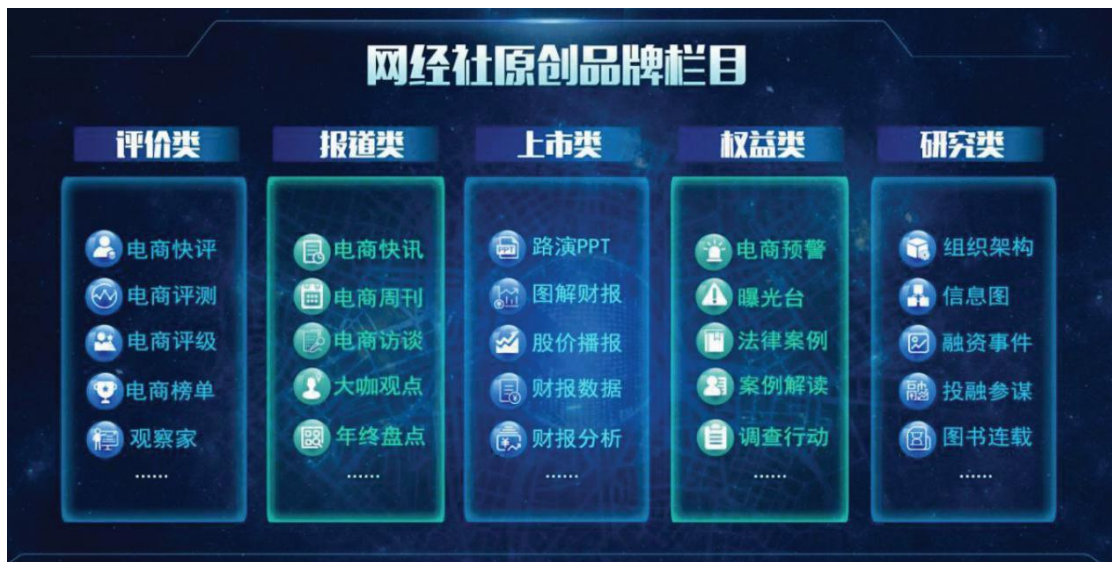 网经社原创品牌栏目
评价类
电商快评
电商评测
电商评级
电商榜单
观察家
……
报道类
电商快讯
电商周刊
电商访谈
大咖观点
年终盘点
……
上市类
路演PPT
图解财报
股价播报
财报数据
财报分析
……
权益类
电商预警
曝光台
法律案例
案例解读
调查行动
……
研究类
组织架构
信息图
融资事件
投融参谋
图书连载
……